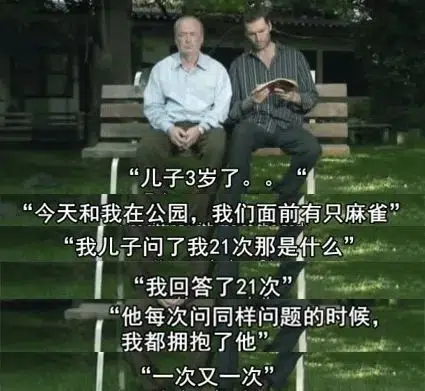 “儿子3岁了。。“
“今天和我在公园，我们面前有只麻雀”
“我儿子问了我21次那是什么”
“我回答了21次”
“他每次问同样问题的时候，
我都拥抱了他”
“一次又一次”